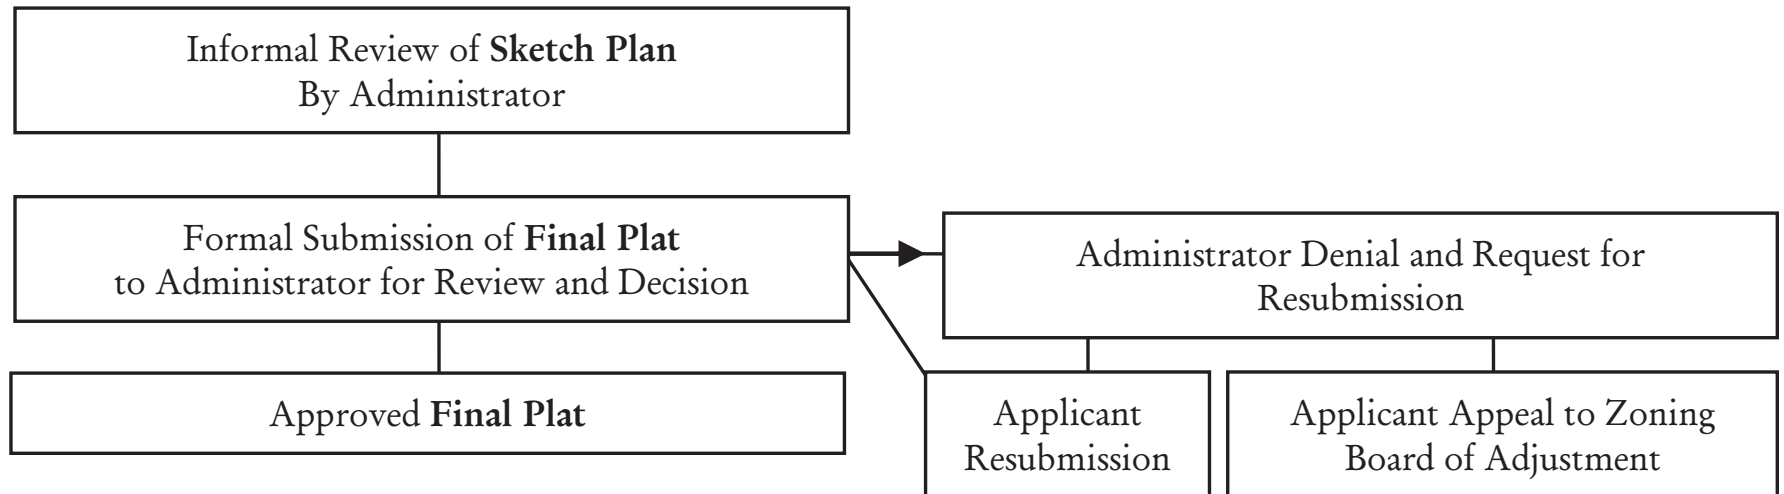 Informal Review of Sketch Plan
By Administrator
Formal Submission of Final Plat
to Administrator for Review and Decision
Administrator Denial and Request for
Resubmission
Approved Final Plat
Applicant
Resubmission
Applicant Appeal to Zoning
Board of Adjustment